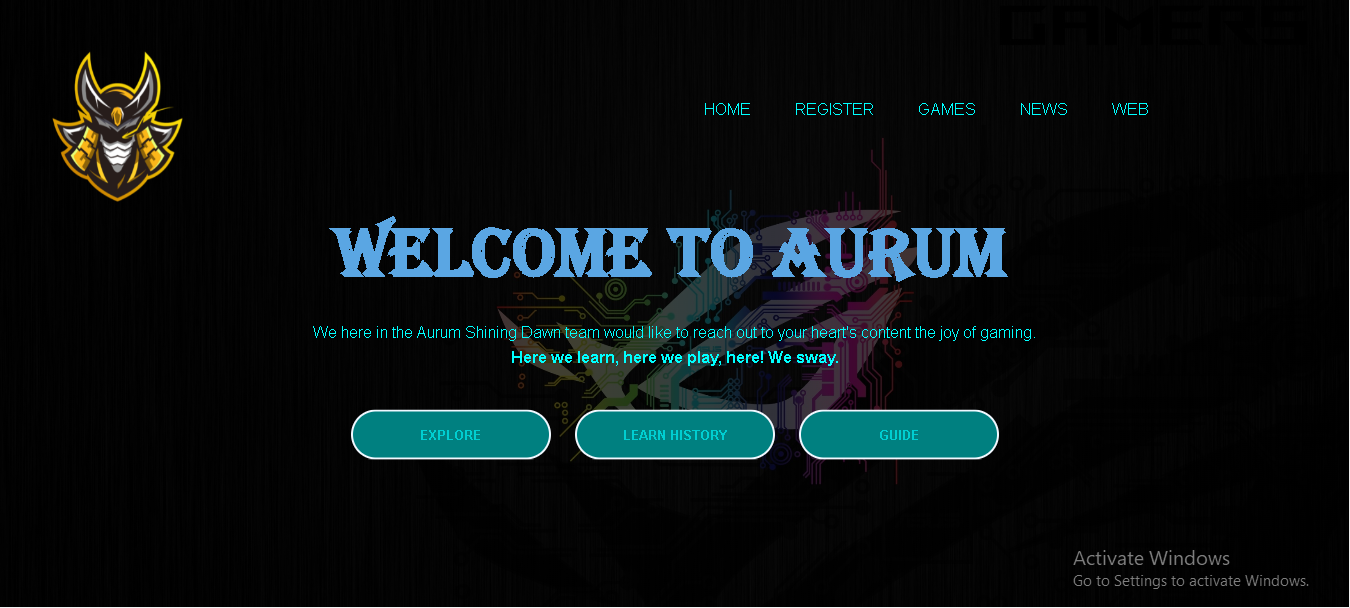 GAMERS
HOME REGISTER GAMES NEWS WEB
WELCOME TO AURUM
We here in the Aurum Shining Dawn team would like to reach out to your heart's content the joy of gaming.
Here we learn, here we play, here! We sway.
EXPLORE LEARN HISTORY GUIDE
Activate Windows
Go to Settings to activate Windows.